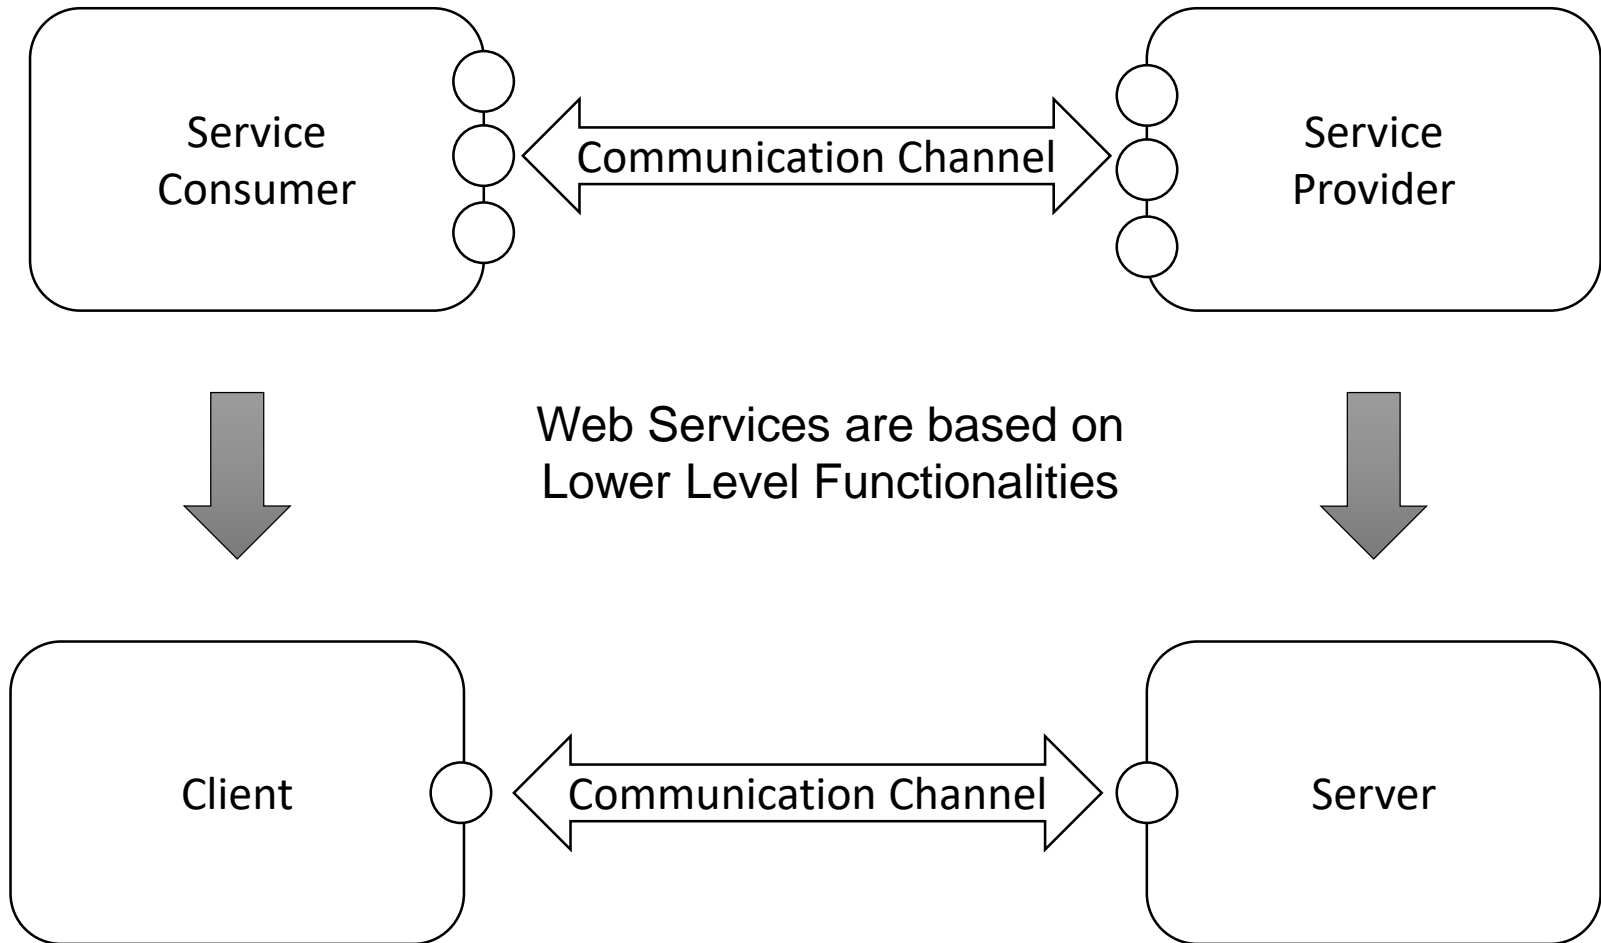 Service
Consumer
Communication Channel
Service
Provider
Web Services are based on
Lower Level Functionalities
Client
Communication Channel
Server